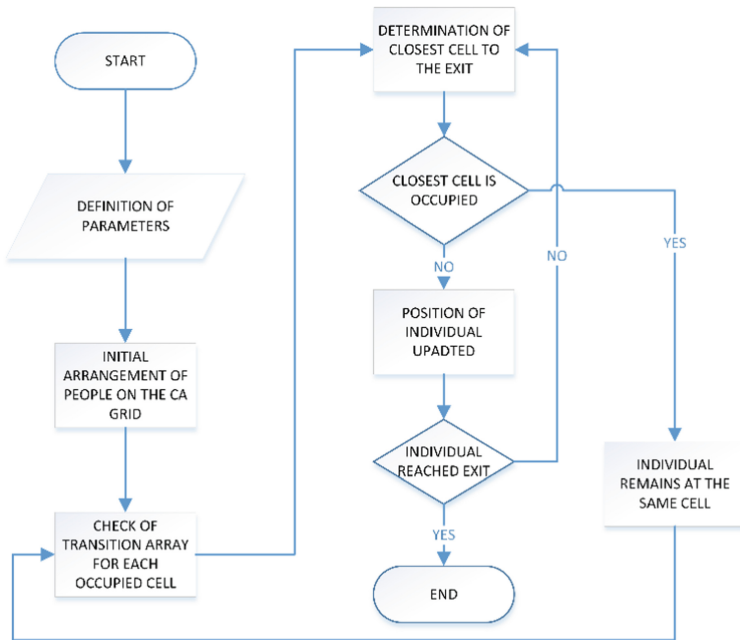 START
DEFINITION OF
PARAMETERS
INITIAL
ARRANGEMENT OF
PEOPLE ON THE CA
GRID
CHECK OF
TRANSITION ARRAY
FOR EACH
OCCUPIED CELL
DETERMINATION OF
CLOSEST CELL TO
THE EXIT
CLOSEST CELL IS
OCCUPIED
YES
NO
NO
POSITION OF
INDIVIDUAL
UPADTED
INDIVIDUAL
REACHED EXIT
YES
END
INDIVIDUAL
REMAINS AT THE
SAME CELL